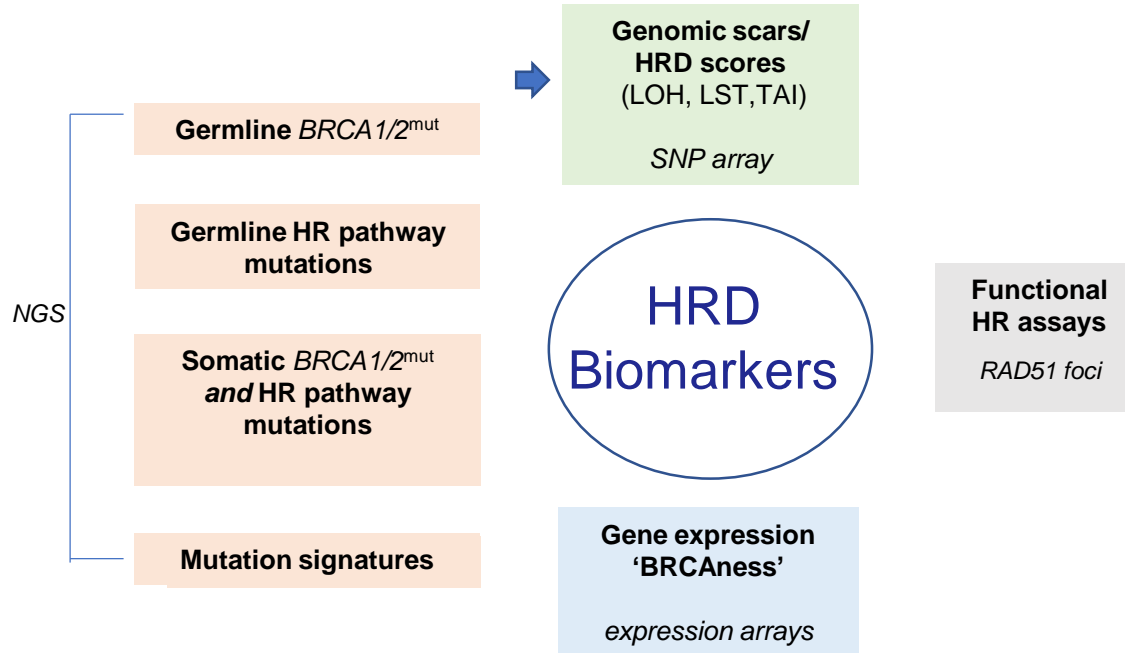 Genomic scars/
HRD scores
(LOH, LST,TAI)
SNP array
Germline BRCA1/2mut
Germline HR pathway
mutations
NGS
Somatic BRCA1/2mut
and HR pathway
mutations
Mutation signatures
HRD
Biomarkers
Functional
HR assays
RAD51 foci
Gene expression
‘BRCAness’
expression arrays